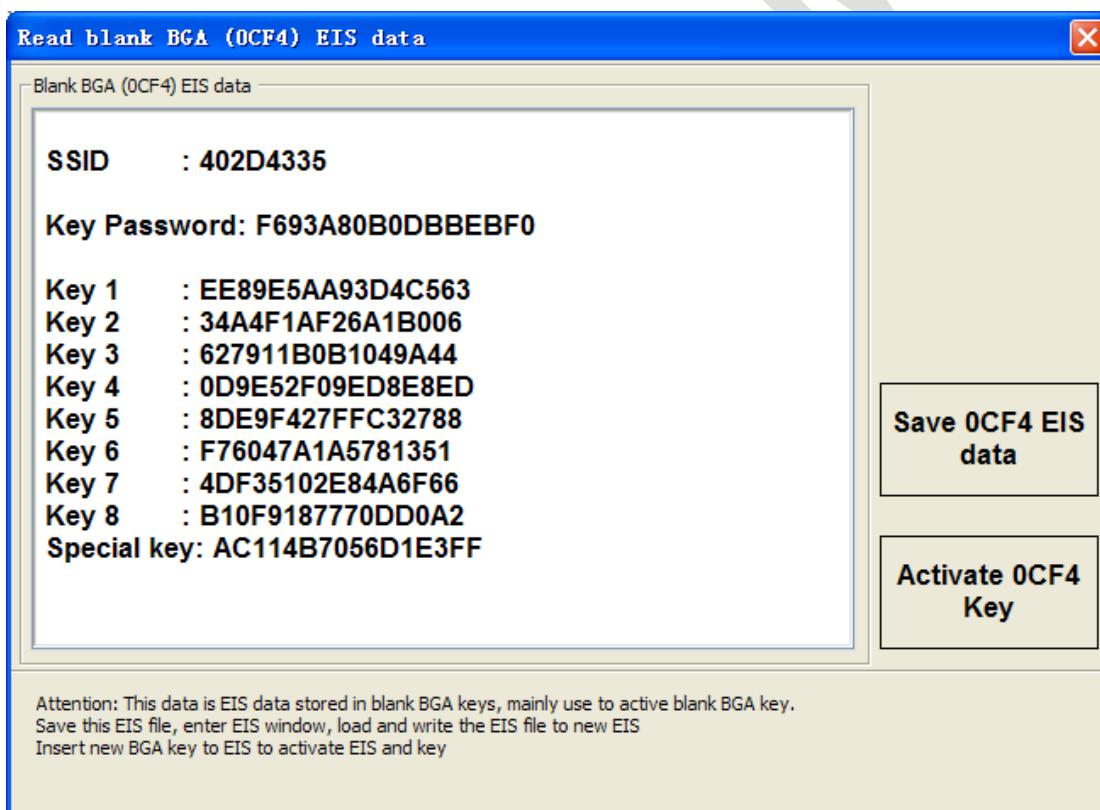 Read blank BGA (0CF4) EIS data
Blank BGA (0CF4) EIS data
SSID : 402D4335
Key Password: F693A80B0DBBEBF0
Key 1 : EE89E5AA93D4C563
Key 2 : 34A4F1AF26A1B006
Key 3 : 627911B0B1049A44
Key 4 : 0D9E52F09ED8E8ED
Key 5 : 8DE9F427FFC32788
Key 6 : F76047A1A5781351
Key 7 : 4DF35102E84A6F66
Key 8 : B10F9187770DD0A2
Special key: AC114B7056D1E3FF
Save 0CF4 EIS
data
Activate 0CF4
Key
Attention: This data is EIS data stored in blank BGA keys, mainly use to active blank BGA key.
Save this EIS file, enter EIS window, load and write the EIS file to new EIS
Insert new BGA key to EIS to activate EIS and key